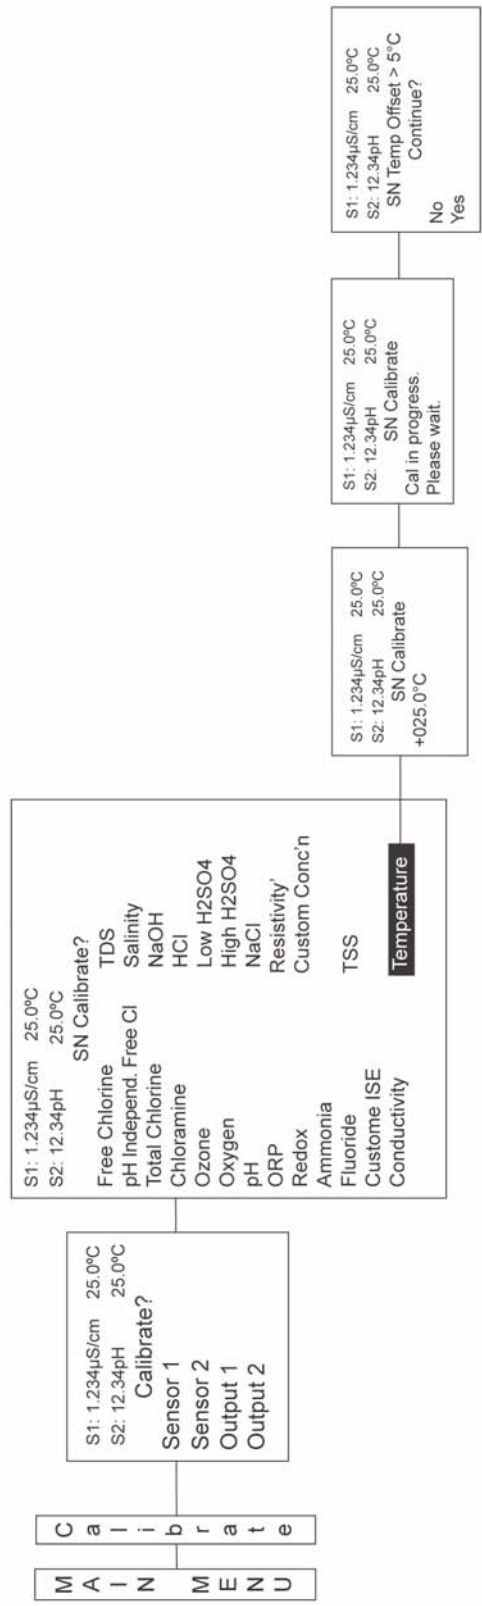 MAIN MENU
Calibrate
S1: 1.234µS/cm 25.0ºC
S2: 12.34pH 25.0ºC
Calibrate?
Sensor 1
Sensor 2
Output 1
Output 2
S1: 1.234µS/cm 25.0ºC
S2: 12.34pH 25.0ºC
SN Calibrate?
Free Chlorine TDS
pH Independ. Free Cl Salinity
Total Chlorine NaOH
Chloramine HCl
Ozone Low H2SO4
Oxygen High H2SO4
pH NaCl
ORP Resistivity'
Redox Custom Conc'n
Ammonia
Fluoride TSS
Custome ISE
Conductivity Temperature
S1: 1.234µS/cm 25.0ºC
S2: 12.34pH 25.0ºC
SN Calibrate
+025.0°C
S1: 1.234µS/cm 25.0ºC
S2: 12.34pH 25.0ºC
SN Calibrate
Cal in progress.
Please wait.
S1: 1.234µS/cm 25.0ºC
S2: 12.34pH 25.0ºC
SN Temp Offset > 5°C
Continue?
No
Yes